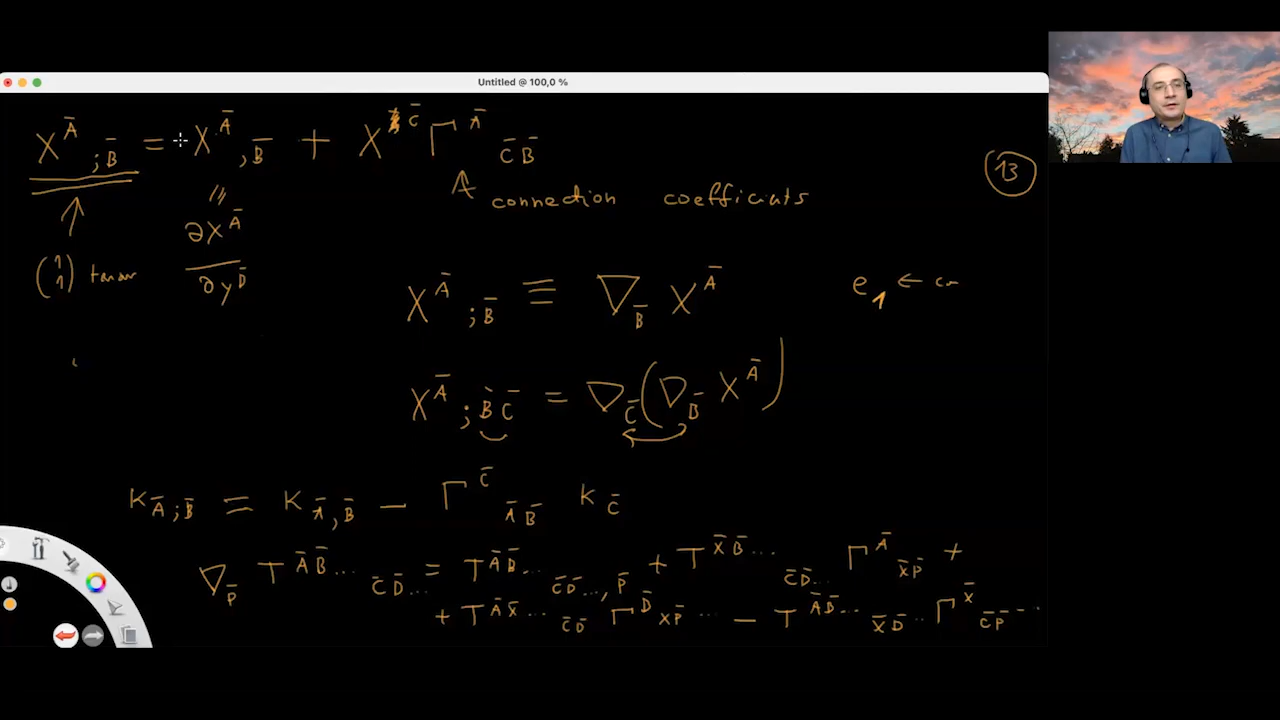 Untitled @ 100,0 %
X^Ā_;B̄ = X^Ā_,B̄ + X^C̄ Γ^Ā_C̄B̄
13
connection coefficients
∂X^Ā / ∂y^B̄
(1 1) tensor
X^Ā_;B̄ ≡ ∇_B̄ X^Ā
e_1 ←
X^Ā_;B̄C̄ = ∇_C̄(∇_B̄ X^Ā)
K_Ā;B̄ = K_Ā,B̄ − Γ^C̄_ĀB̄ K_C̄
∇_P̄ T^ĀB̄..._C̄D̄... = T^ĀB̄..._C̄D̄...,P̄ + T^X̄B̄..._C̄D̄... Γ^Ā_X̄P̄ +
+ T^ĀX̄..._C̄D̄ Γ^B̄_XP̄ ... − T^ĀB̄..._X̄D̄.. Γ^X̄_C̄P̄ ...